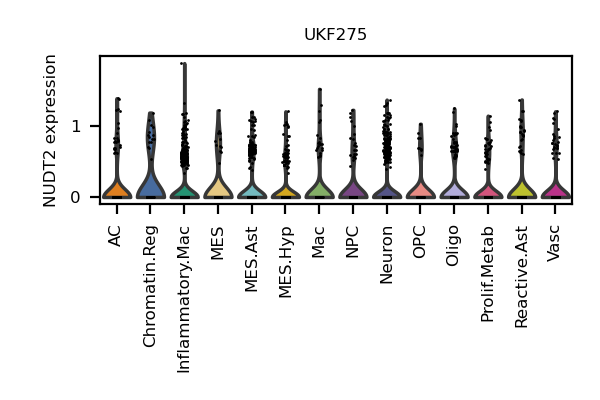 UKF275
NUDT2 expression
1
0
AC
Chromatin.Reg
Inflammatory.Mac
MES
MES.Ast
MES.Hyp
Mac
NPC
Neuron
OPC
Oligo
Prolif.Metab
Reactive.Ast
Vasc